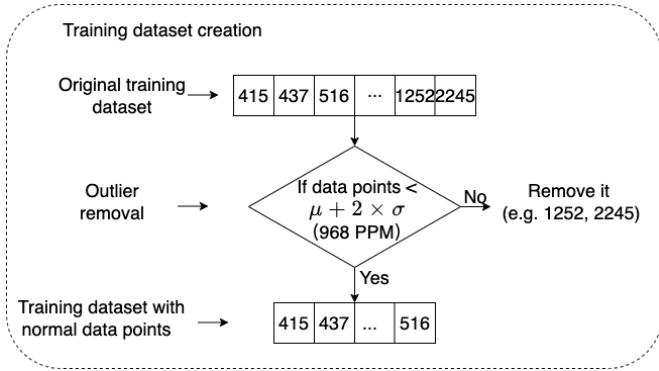 Training dataset creation
Original training
dataset
415 437 516 ... 1252 2245
If data points <
μ + 2 × σ
(968 PPM)
Outlier
removal
No
Remove it
(e.g. 1252, 2245)
Yes
Training dataset with
normal data points
415 437 ... 516